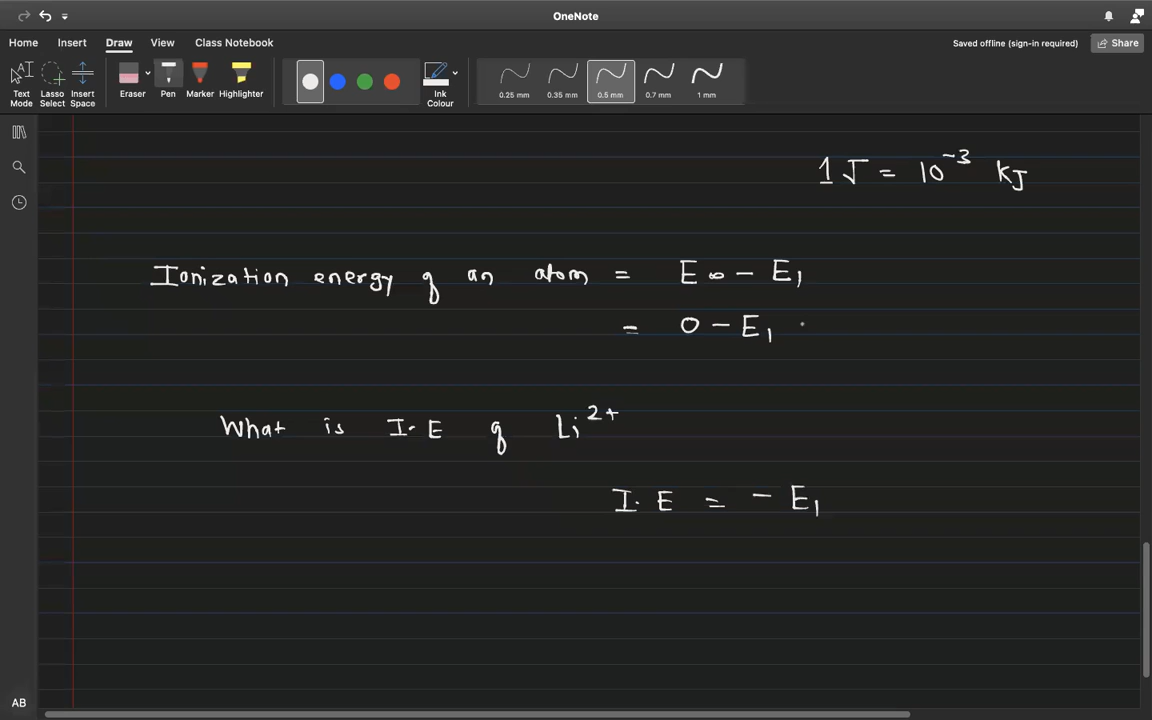 OneNote
Home Insert Draw View Class Notebook
Saved offline (sign-in required) Share
Text Mode Lasso Select Insert Space Eraser Pen Marker Highlighter Ink Colour 0.25 mm 0.35 mm 0.5 mm 0.7 mm 1 mm
1 J = 10⁻³ kJ
Ionization energy of an atom = E∞ - E₁
= 0 - E₁
What is I.E of Li²⁺
I.E = - E₁
AB